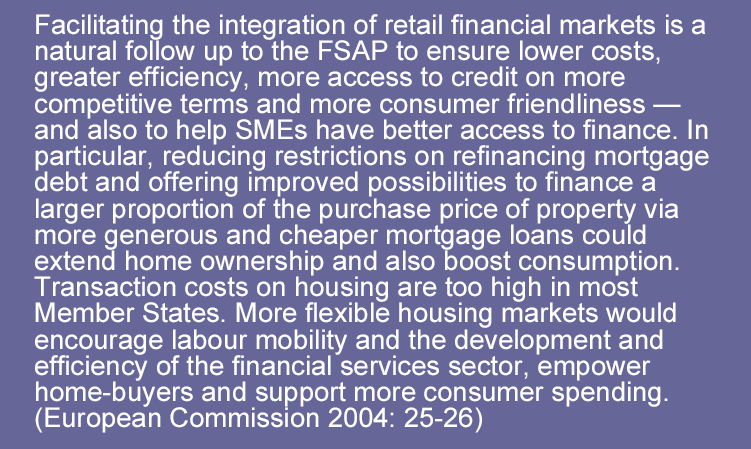 Facilitating the integration of retail financial markets is a
natural follow up to the FSAP to ensure lower costs,
greater efficiency, more access to credit on more
competitive terms and more consumer friendliness —
and also to help SMEs have better access to finance. In
particular, reducing restrictions on refinancing mortgage
debt and offering improved possibilities to finance a
larger proportion of the purchase price of property via
more generous and cheaper mortgage loans could
extend home ownership and also boost consumption.
Transaction costs on housing are too high in most
Member States. More flexible housing markets would
encourage labour mobility and the development and
efficiency of the financial services sector, empower
home-buyers and support more consumer spending.
(European Commission 2004: 25-26)